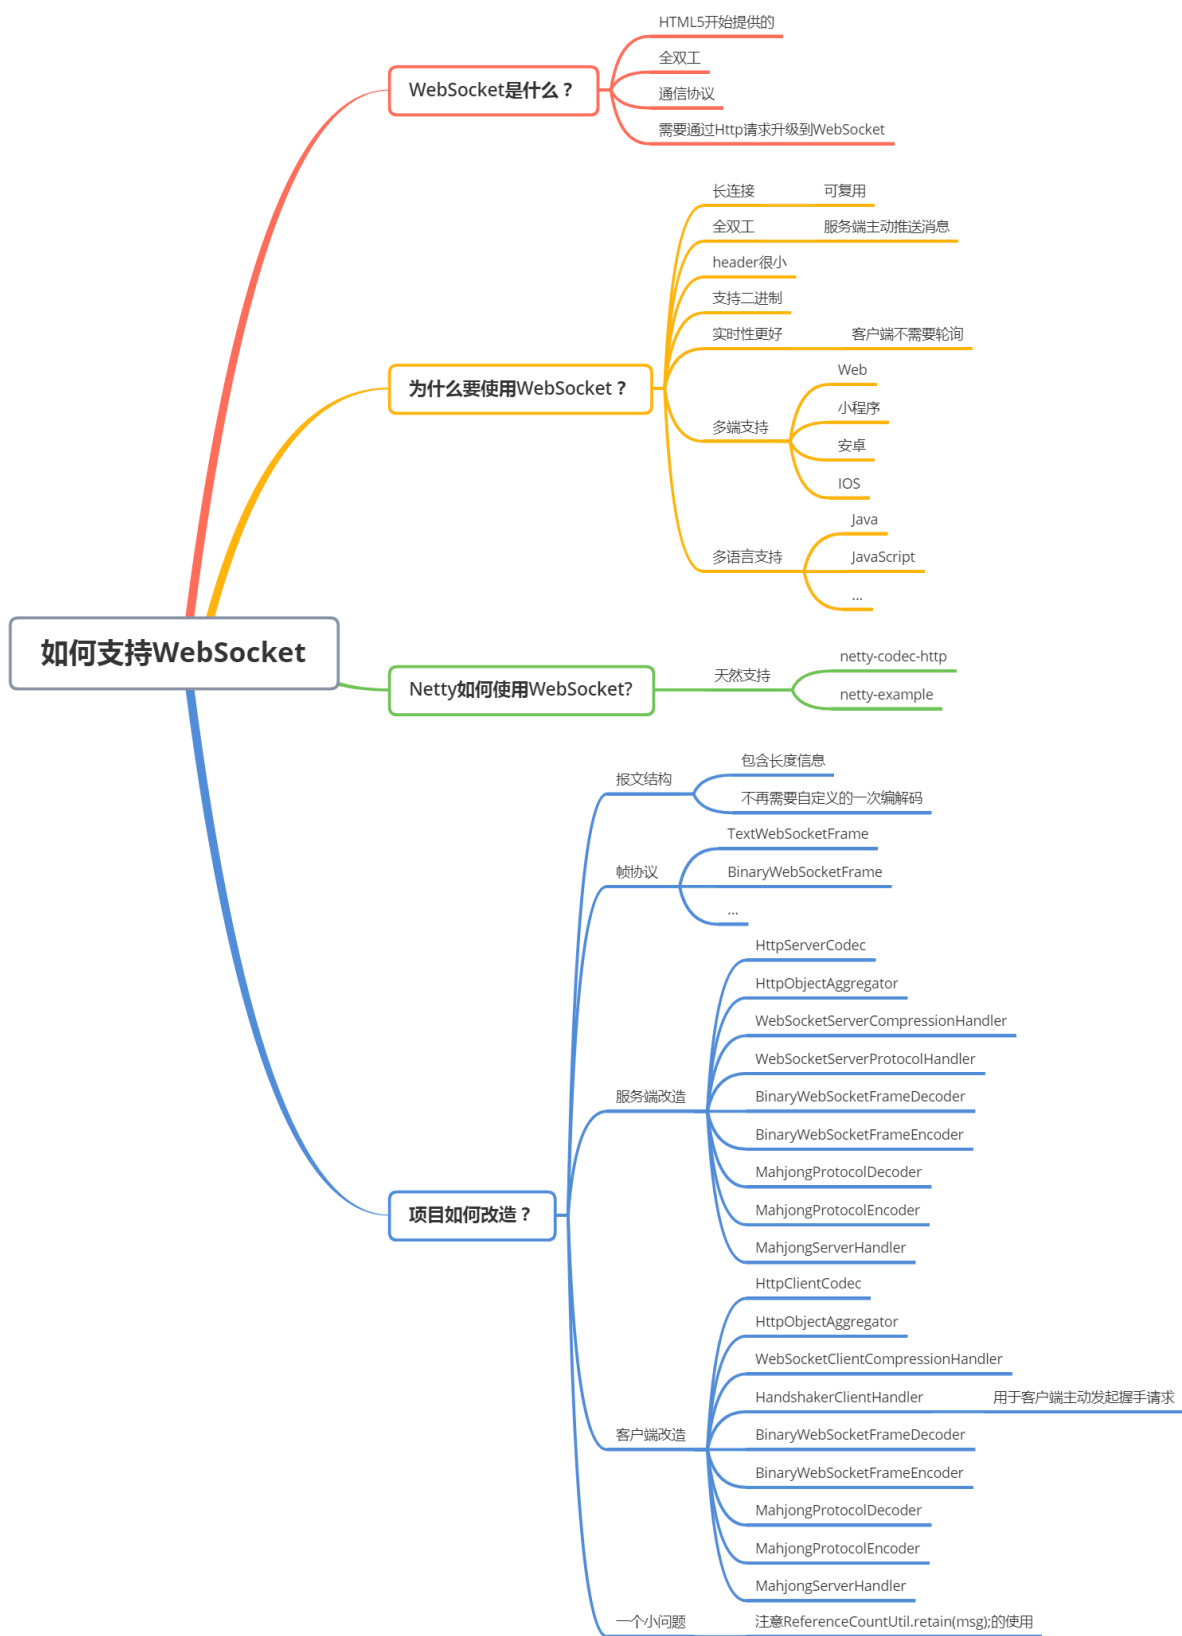 如何支持WebSocket
WebSocket是什么？
HTML5开始提供的
全双工
通信协议
需要通过Http请求升级到WebSocket
为什么要使用WebSocket？
长连接
可复用
全双工
服务端主动推送消息
header很小
支持二进制
实时性更好
客户端不需要轮询
多端支持
Web
小程序
安卓
IOS
多语言支持
Java
JavaScript
...
Netty如何使用WebSocket?
天然支持
netty-codec-http
netty-example
项目如何改造？
报文结构
包含长度信息
不再需要自定义的一次编解码
帧协议
TextWebSocketFrame
BinaryWebSocketFrame
...
服务端改造
HttpServerCodec
HttpObjectAggregator
WebSocketServerCompressionHandler
WebSocketServerProtocolHandler
BinaryWebSocketFrameDecoder
BinaryWebSocketFrameEncoder
MahjongProtocolDecoder
MahjongProtocolEncoder
MahjongServerHandler
客户端改造
HttpClientCodec
HttpObjectAggregator
WebSocketClientCompressionHandler
HandshakerClientHandler
用于客户端主动发起握手请求
BinaryWebSocketFrameDecoder
BinaryWebSocketFrameEncoder
MahjongProtocolDecoder
MahjongProtocolEncoder
MahjongServerHandler
一个小问题
注意ReferenceCountUtil.retain(msg);的使用